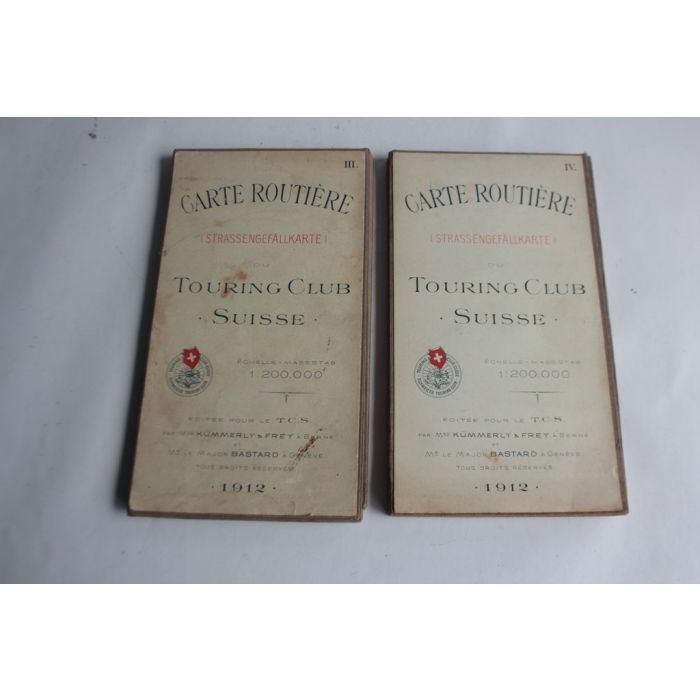 III.
CARTE ROUTIÈRE
(STRASSENGEFÄLLKARTE)
DU
TOURING CLUB
· SUISSE ·
ÉCHELLE-MASSSTAB
1:200.000
ÉDITÉE POUR LE T.C.S.
PAR MRS KÜMMERLY & FREY À BERNE
ET
MR LE MAJOR BASTARD À GENÈVE
TOUS DROITS RÉSERVÉS
· 1912 ·
IV.
CARTE ROUTIÈRE
(STRASSENGEFÄLLKARTE)
DU
TOURING CLUB
· SUISSE ·
ÉCHELLE-MASSSTAB
1:200.000
ÉDITÉE POUR LE T.C.S.
PAR MRS KÜMMERLY & FREY À BERNE
ET
MR LE MAJOR BASTARD À GENÈVE
TOUS DROITS RÉSERVÉS
· 1912 ·